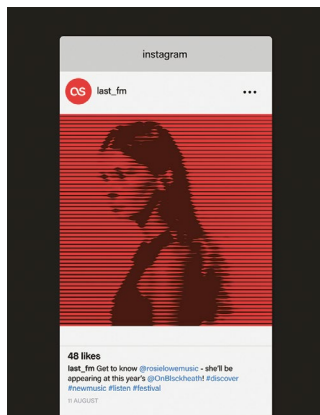 instagram
last_fm
48 likes
last_fm Get to know @rosielowemusic - she'll be
appearing at this year's @OnBlsckheath! #discover
#newmusic #listen #festival
11 AUGUST